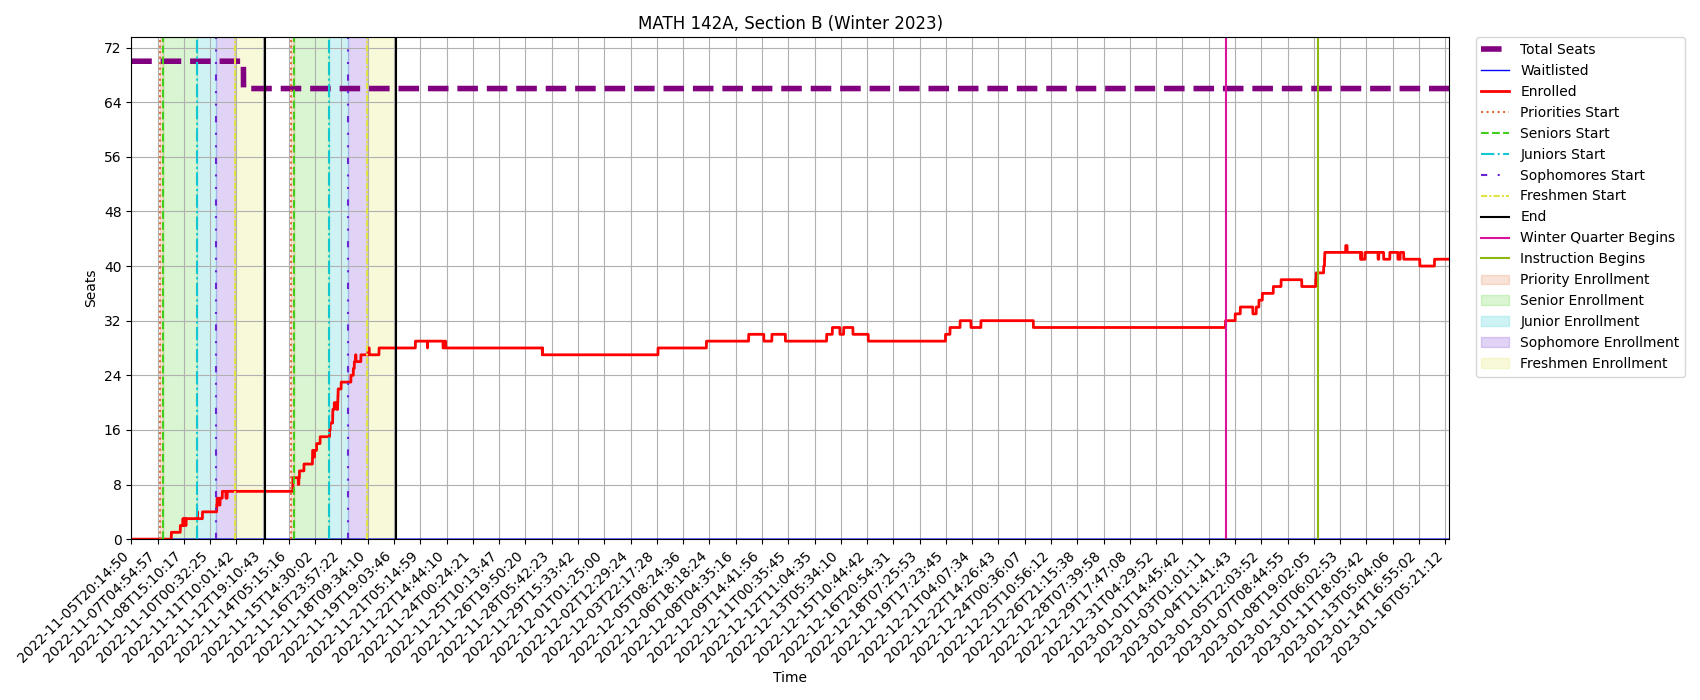 MATH 142A, Section B (Winter 2023)
72
64
56
48
40
32
24
16
8
0
Seats
2022-11-05T20:14:50
2022-11-07T04:54:57
2022-11-08T15:10:17
2022-11-10T00:32:25
2022-11-11T10:01:42
2022-11-12T19:10:43
2022-11-14T05:15:16
2022-11-15T14:30:02
2022-11-16T23:57:22
2022-11-18T09:34:10
2022-11-19T19:03:46
2022-11-21T05:14:59
2022-11-22T14:44:10
2022-11-24T00:24:21
2022-11-25T10:13:47
2022-11-26T19:50:20
2022-11-28T05:42:23
2022-11-29T15:33:42
2022-12-01T01:25:00
2022-12-02T12:29:24
2022-12-03T22:17:28
2022-12-05T08:24:36
2022-12-06T18:18:24
2022-12-08T04:35:16
2022-12-09T14:41:56
2022-12-11T00:35:45
2022-12-12T11:04:35
2022-12-13T05:34:10
2022-12-15T10:44:42
2022-12-16T20:54:31
2022-12-18T07:25:53
2022-12-19T17:23:45
2022-12-21T04:07:34
2022-12-22T14:26:43
2022-12-24T00:36:07
2022-12-25T10:56:12
2022-12-26T21:15:38
2022-12-28T07:39:58
2022-12-29T17:47:08
2022-12-31T04:29:52
2023-01-01T14:45:42
2023-01-03T01:01:11
2023-01-04T11:41:43
2023-01-05T22:03:52
2023-01-07T08:44:55
2023-01-08T19:02:05
2023-01-10T06:02:53
2023-01-11T18:05:42
2023-01-13T05:04:06
2023-01-14T16:55:02
2023-01-16T05:21:12
Time
Total Seats
Waitlisted
Enrolled
Priorities Start
Seniors Start
Juniors Start
Sophomores Start
Freshmen Start
End
Winter Quarter Begins
Instruction Begins
Priority Enrollment
Senior Enrollment
Junior Enrollment
Sophomore Enrollment
Freshmen Enrollment